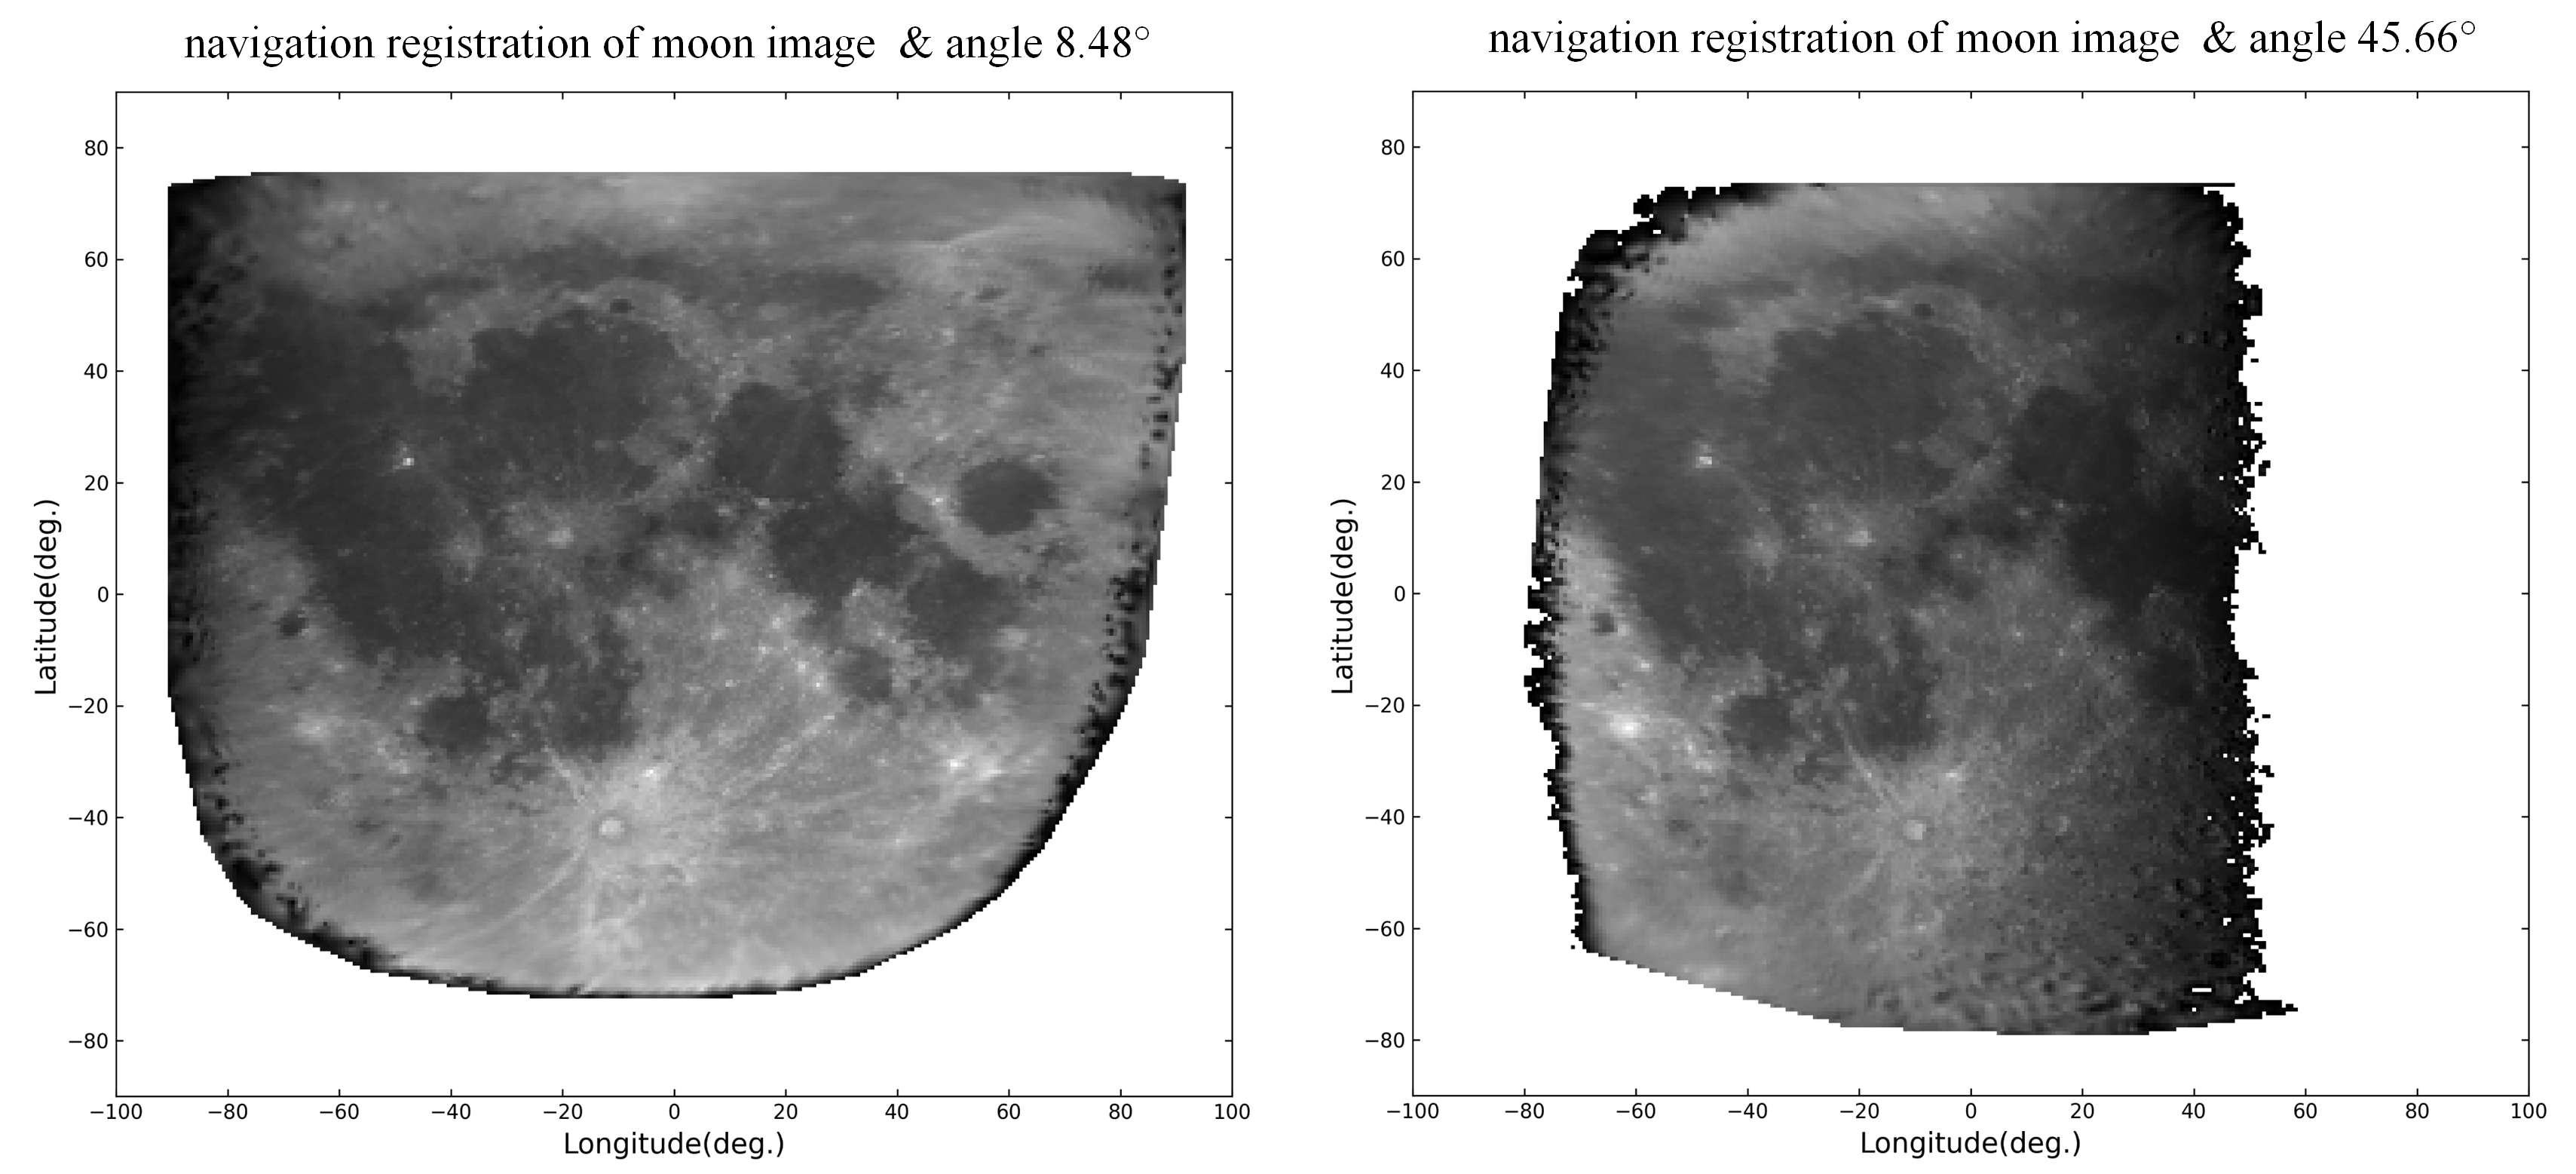 navigation registration of moon image & angle 8.48°
80
60
40
20
0
−20
−40
−60
−80
Latitude(deg.)
−100 −80 −60 −40 −20 0 20 40 60 80 100
Longitude(deg.)
navigation registration of moon image & angle 45.66°
80
60
40
20
0
−20
−40
−60
−80
Latitude(deg.)
−100 −80 −60 −40 −20 0 20 40 60 80 100
Longitude(deg.)